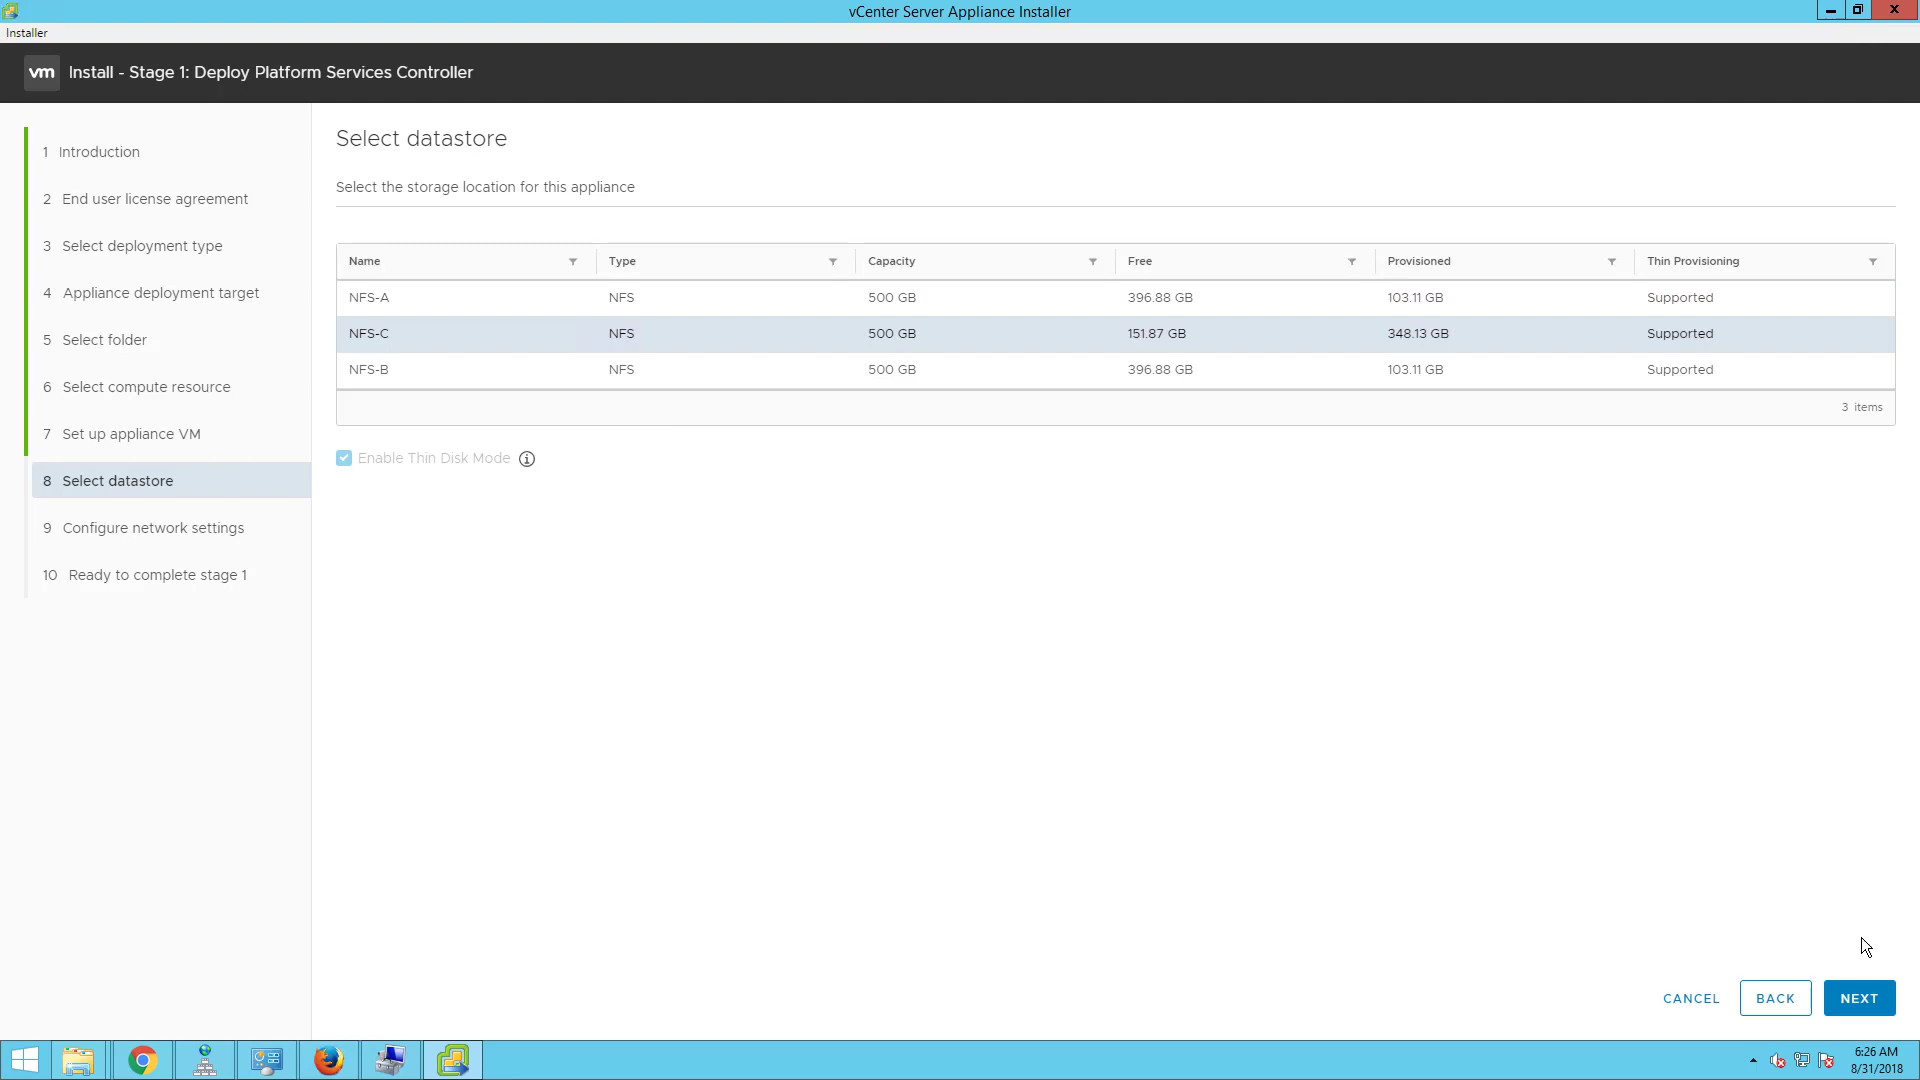 vCenter Server Appliance Installer
Installer
vm Install - Stage 1: Deploy Platform Services Controller
1 Introduction
2 End user license agreement
3 Select deployment type
4 Appliance deployment target
5 Select folder
6 Select compute resource
7 Set up appliance VM
8 Select datastore
9 Configure network settings
10 Ready to complete stage 1
Select datastore
Select the storage location for this appliance
Name Type Capacity Free Provisioned Thin Provisioning
NFS-A NFS 500 GB 396.88 GB 103.11 GB Supported
NFS-C NFS 500 GB 151.87 GB 348.13 GB Supported
NFS-B NFS 500 GB 396.88 GB 103.11 GB Supported
3 items
Enable Thin Disk Mode
CANCEL BACK NEXT
6:26 AM
8/31/2018